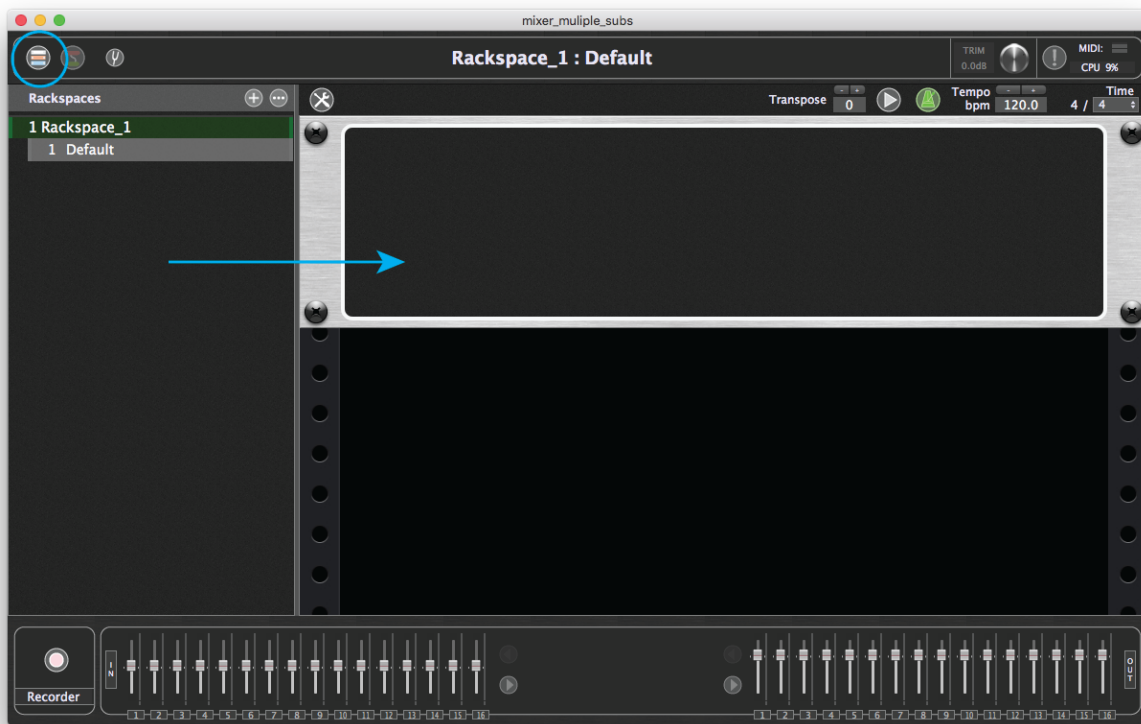 mixer_muliple_subs
Rackspace_1 : Default
TRIM
0.0dB
MIDI:
CPU 9%
Rackspaces
Transpose
0
Tempo
bpm
120.0
Time
4 / 4
1 Rackspace_1
1 Default
Recorder
IN
1 2 3 4 5 6 7 8 9 10 11 12 13 14 15 16
1 2 3 4 5 6 7 8 9 10 11 12 13 14 15 16
OUT